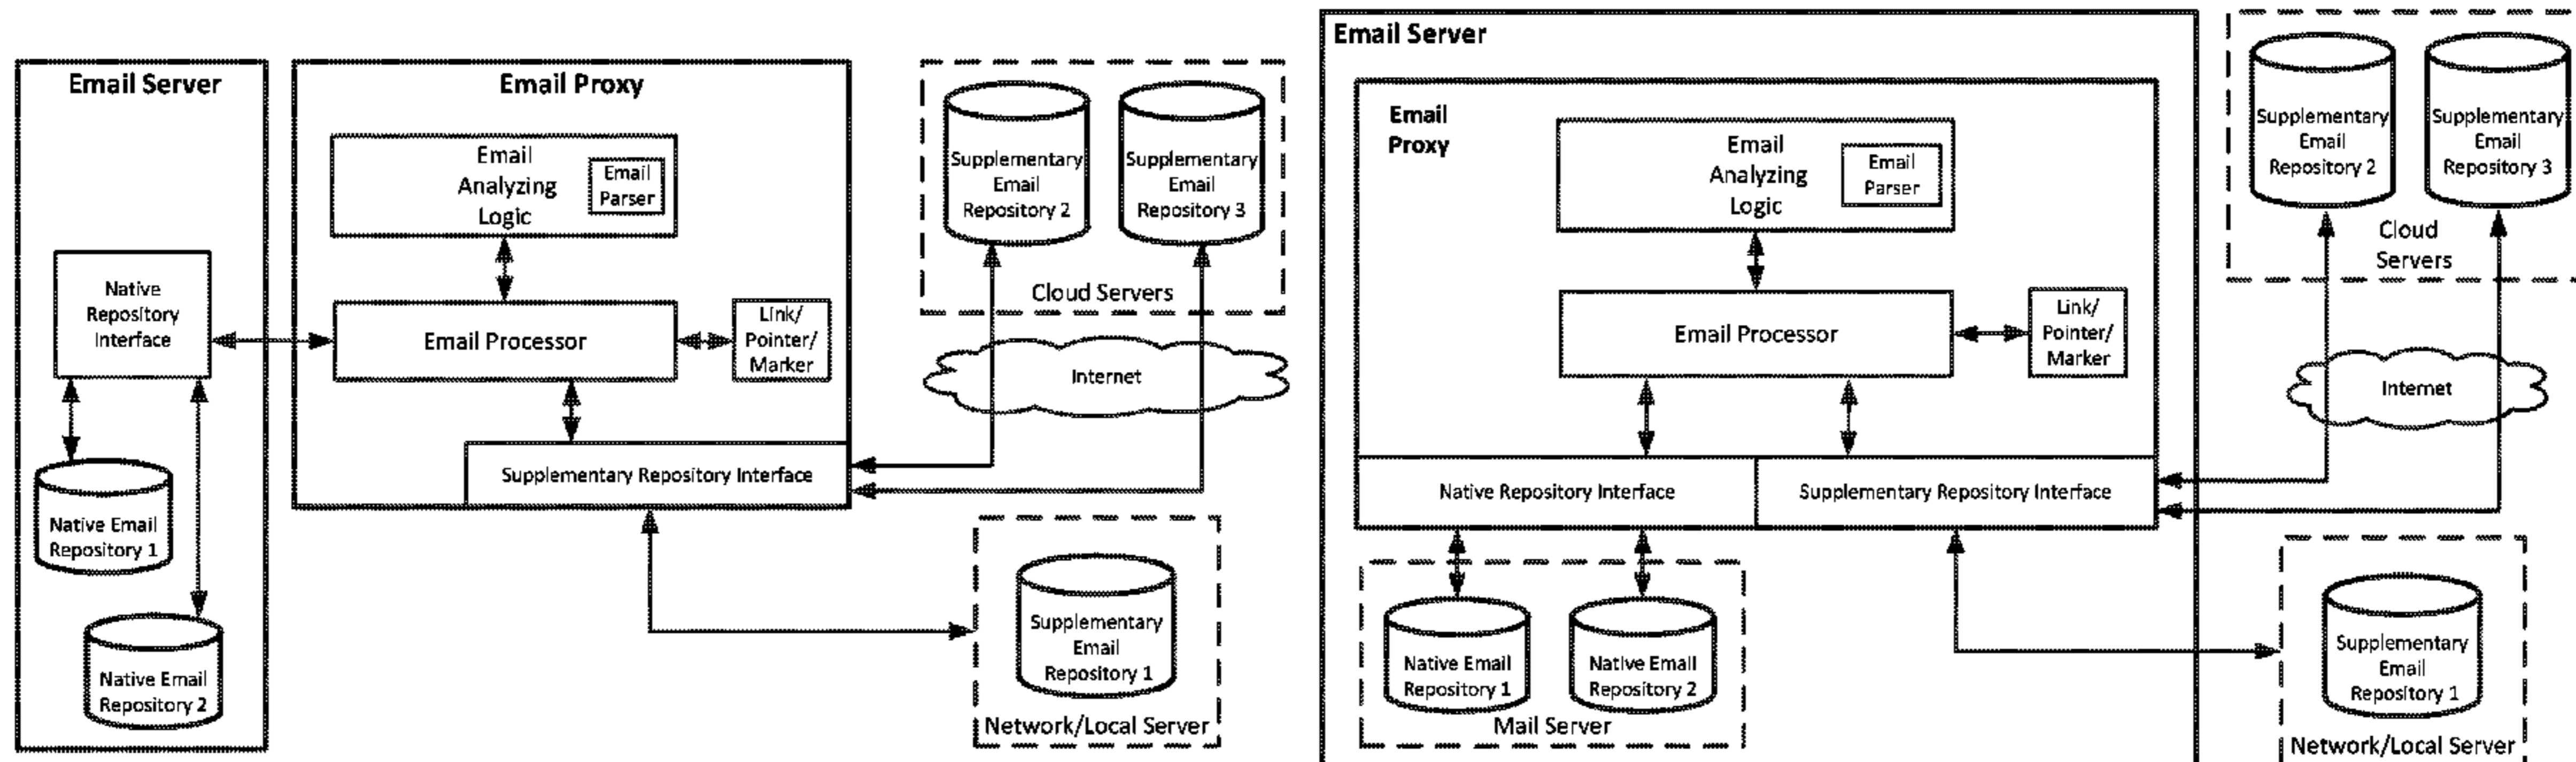 Email Server
Native
Repository
Interface
Native Email
Repository 1
Native Email
Repository 2
Email Proxy
Email
Analyzing
Logic
Email
Parser
Email Processor
Link/
Pointer/
Marker
Supplementary Repository Interface
Supplementary
Email
Repository 2
Supplementary
Email
Repository 3
Cloud Servers
Internet
Supplementary
Email
Repository 1
Network/Local Server
Email Server
Email
Proxy
Email
Analyzing
Logic
Email
Parser
Email Processor
Link/
Pointer/
Marker
Native Repository Interface
Supplementary Repository Interface
Native Email
Repository 1
Native Email
Repository 2
Mail Server
Supplementary
Email
Repository 2
Supplementary
Email
Repository 3
Cloud
Servers
Internet
Supplementary
Email
Repository 1
Network/Local Server